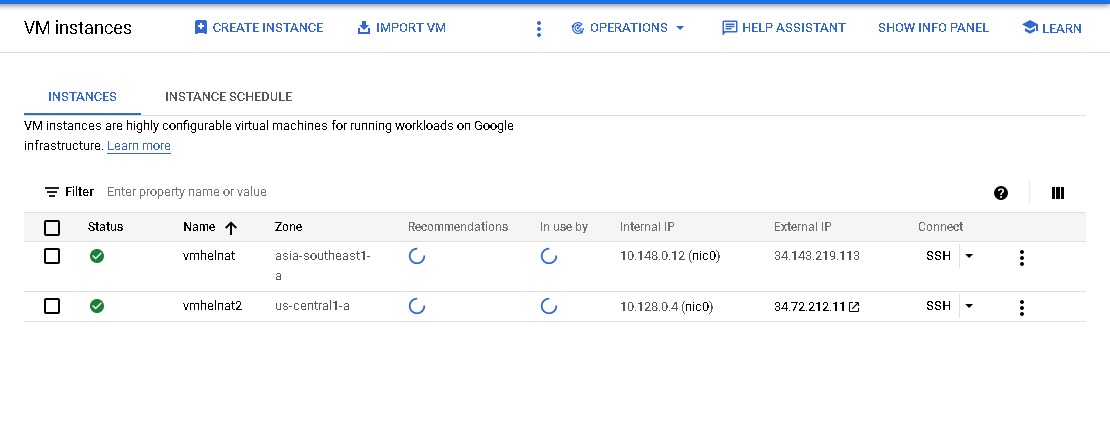 VM instances CREATE INSTANCE IMPORT VM OPERATIONS HELP ASSISTANT SHOW INFO PANEL LEARN
INSTANCES INSTANCE SCHEDULE
VM instances are highly configurable virtual machines for running workloads on Google
infrastructure. Learn more
Filter Enter property name or value
Status Name Zone Recommendations In use by Internal IP External IP Connect
vmhelnat asia-southeast1- 10.148.0.12 (nic0) 34.143.219.113 SSH
a
vmhelnat2 us-central1-a 10.128.0.4 (nic0) 34.72.212.11 SSH